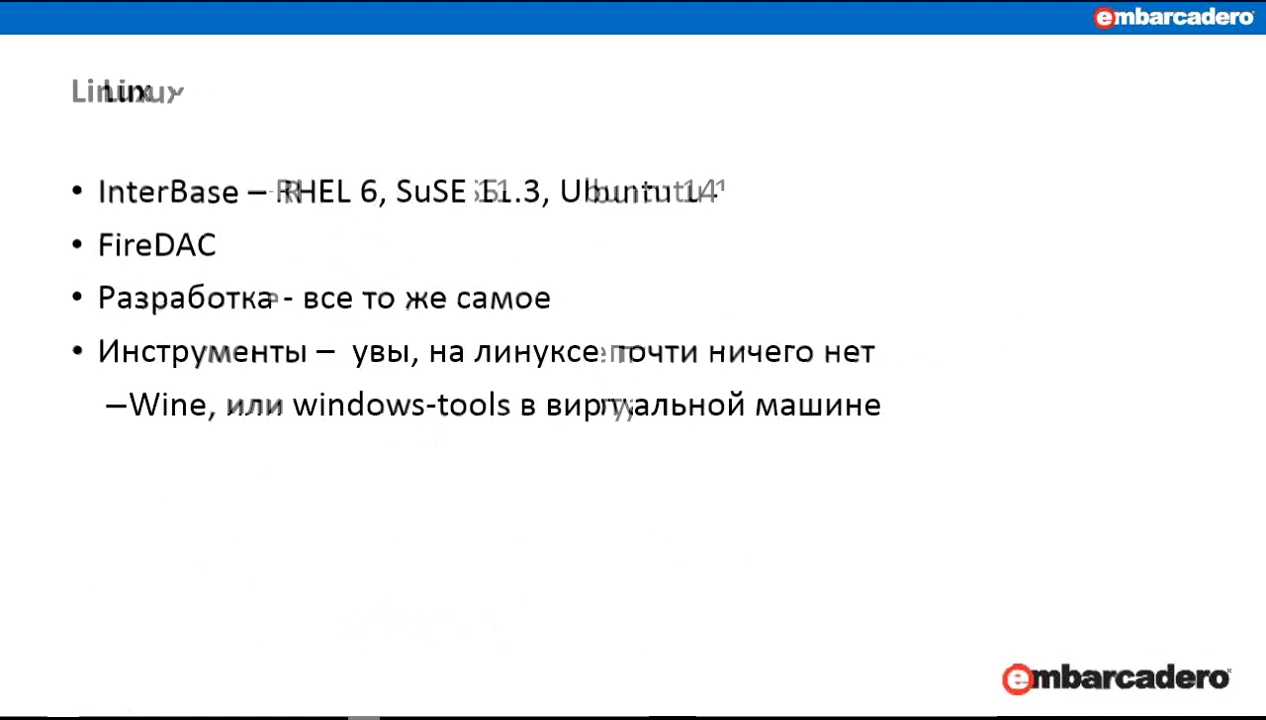 embarcadero
Linux
InterBase – RHEL 6, SuSE 11.3, Ubuntu
FireDAC
Разработка - все то же самое
Инструменты – увы, на линуксе почти ничего нет
–Wine, или windows-tools в виртуальной машине
embarcadero